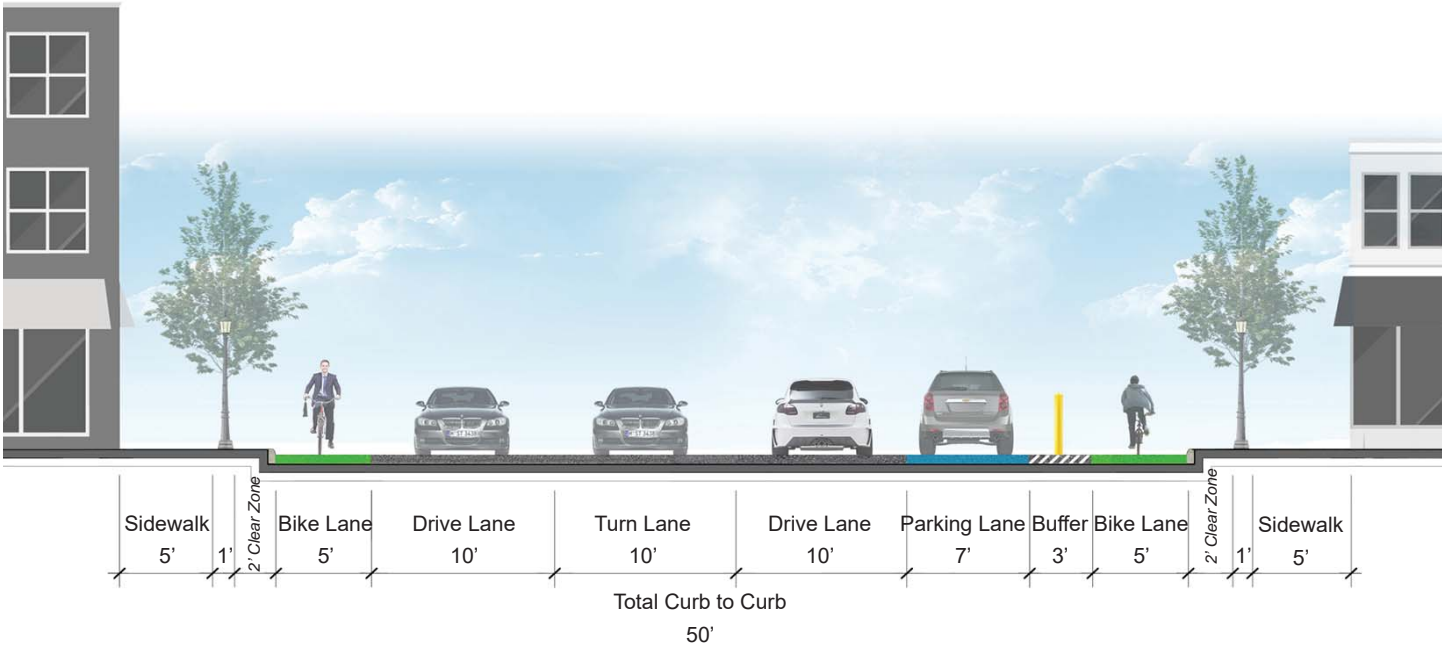 Sidewalk
5’
1’
2’ Clear Zone
Bike Lane
5’
Drive Lane
10’
Turn Lane
10’
Drive Lane
10’
Parking Lane
7’
Buffer
3’
Bike Lane
5’
2’ Clear Zone
1’
Sidewalk
5’
Total Curb to Curb
50’